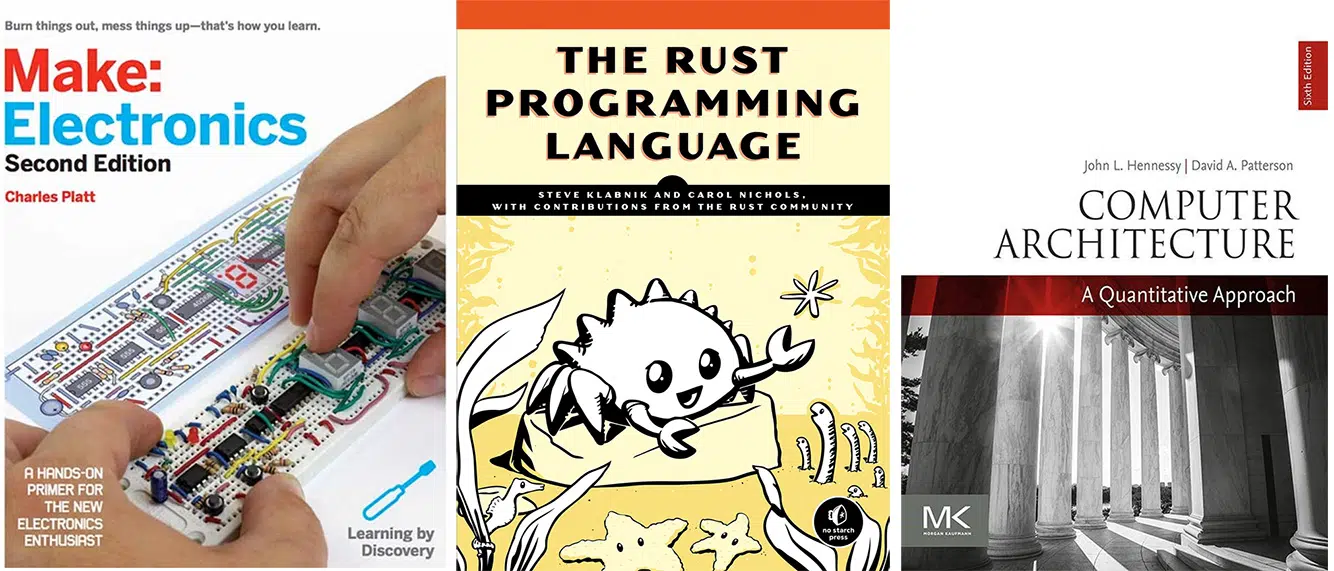 Burn things out, mess things up—that's how you learn.
Make:
Electronics
Second Edition
Charles Platt
A HANDS-ON
PRIMER FOR
THE NEW
ELECTRONICS
ENTHUSIAST
Learning by
Discovery
THE RUST
PROGRAMMING
LANGUAGE
STEVE KLABNIK AND CAROL NICHOLS,
WITH CONTRIBUTIONS FROM THE RUST COMMUNITY
no starch
press
Sixth Edition
John L. Hennessy | David A. Patterson
COMPUTER
ARCHITECTURE
A Quantitative Approach
MK
MORGAN KAUFMANN